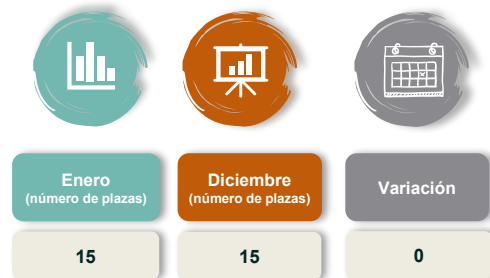 Enero
(número de plazas)
Diciembre
(número de plazas)
Variación
15
15
0